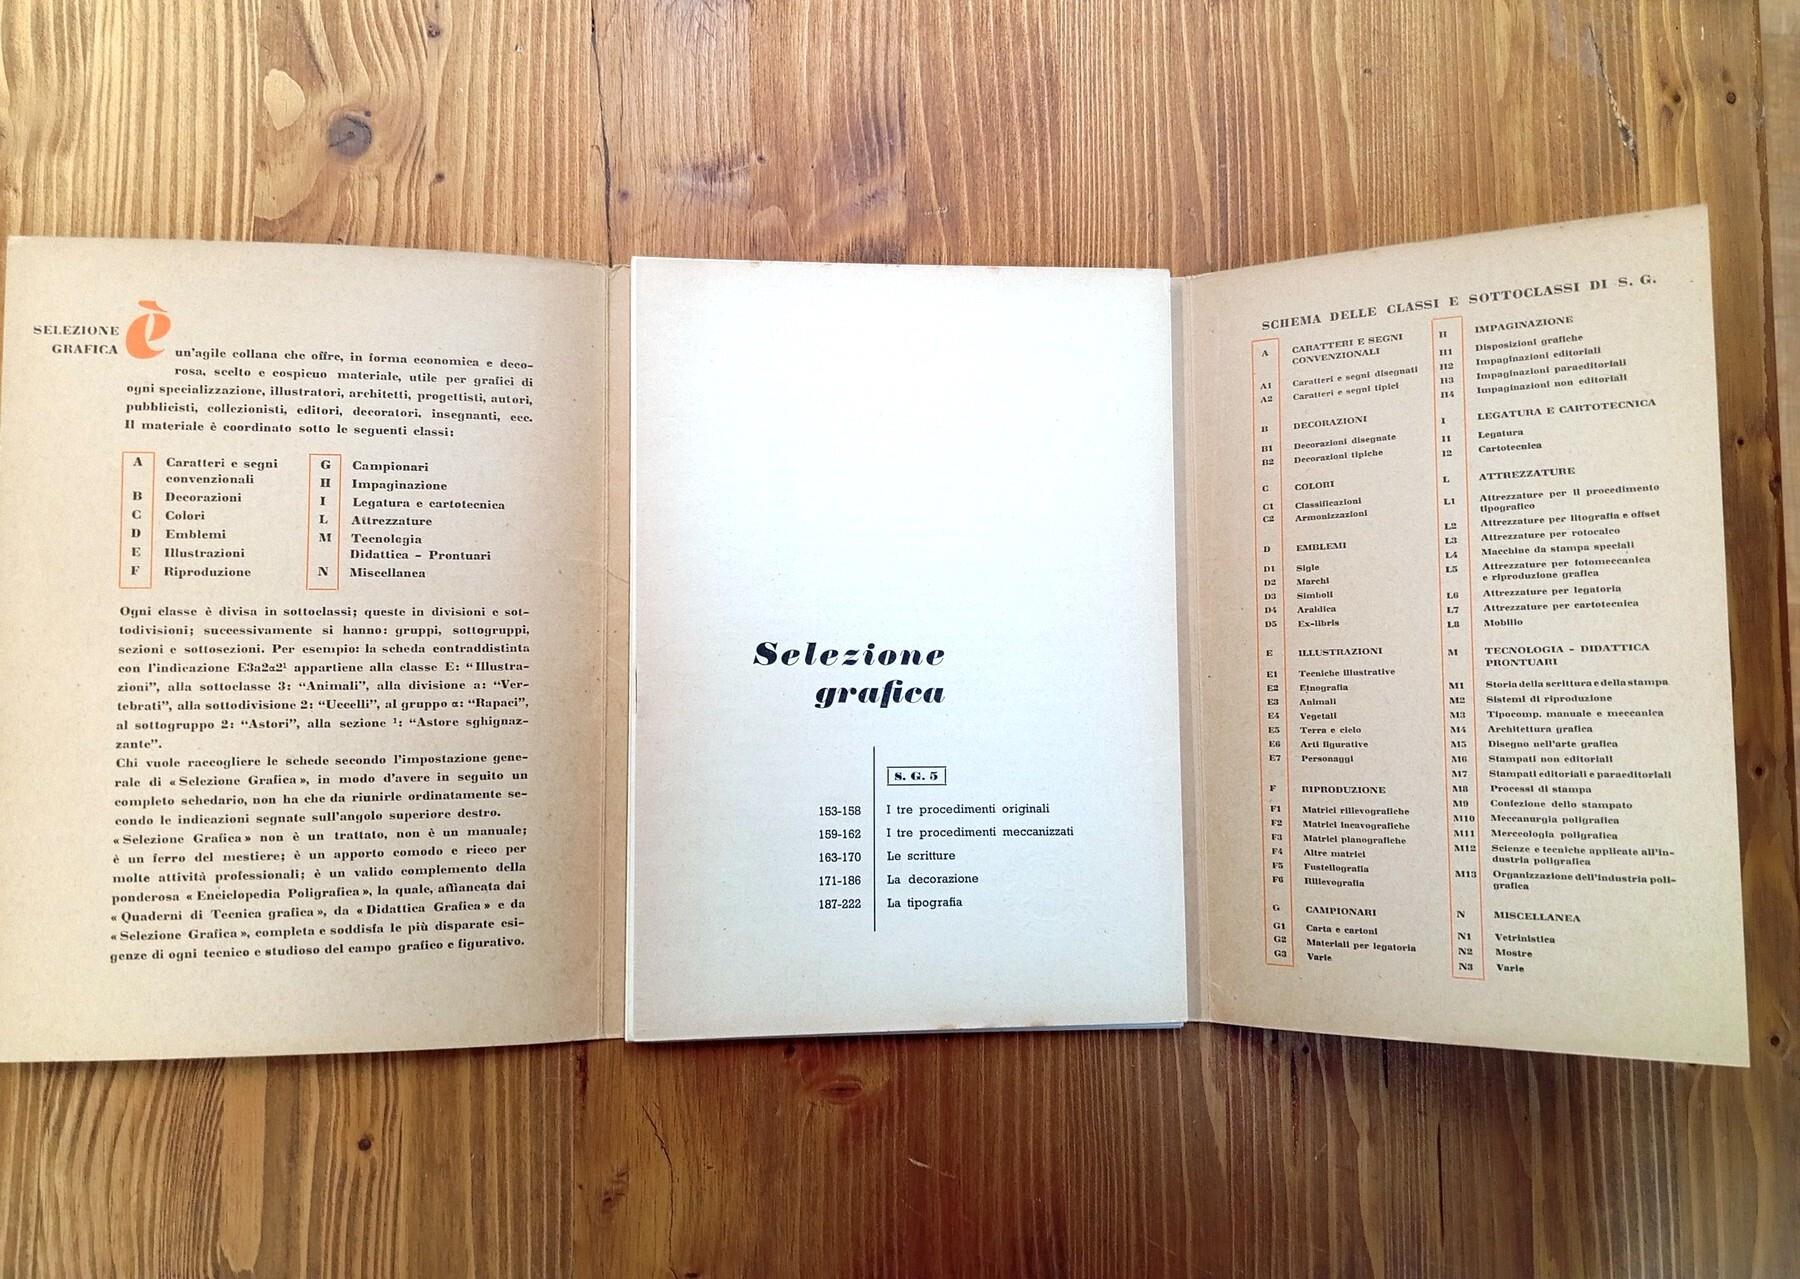 SELEZIONE
GRAFICA
è
un'agile collana che offre, in forma economica e deco-
rosa, scelto e cospicuo materiale, utile per grafici di
ogni specializzazione, illustratori, architetti, progettisti, autori,
pubblicisti, collezionisti, editori, decoratori, insegnanti, ecc.
Il materiale è coordinato sotto le seguenti classi:
A Caratteri e segni
convenzionali
B Decorazioni
C Colori
D Emblemi
E Illustrazioni
F Riproduzione
G Campionari
H Impaginazione
I Legatura e cartotecnica
L Attrezzature
M Tecnologia
Didattica - Prontuari
N Miscellanea
Ogni classe è divisa in sottoclassi; queste in divisioni e sot-
todivisioni; successivamente si hanno: gruppi, sottogruppi,
sezioni e sottosezioni. Per esempio: la scheda contraddistinta
con l'indicazione E3a2α2¹ appartiene alla classe E: "Illustra-
zioni", alla sottoclasse 3: "Animali", alla divisione a: "Ver-
tebrati", alla sottodivisione 2: "Uccelli", al gruppo α: "Rapaci",
al sottogruppo 2: "Astori", alla sezione ¹: "Astore sghignaz-
zante".
Chi vuole raccogliere le schede secondo l'impostazione gene-
rale di «Selezione Grafica», in modo d'avere in seguito un
completo schedario, non ha che da riunirle ordinatamente se-
condo le indicazioni segnate sull'angolo superiore destro.
«Selezione Grafica» non è un trattato, non è un manuale;
è un ferro del mestiere; è un apporto comodo e ricco per
molte attività professionali; è un valido complemento della
ponderosa «Enciclopedia Poligrafica», la quale, affiancata dai
«Quaderni di Tecnica grafica», da «Didattica Grafica» e da
«Selezione Grafica», completa e soddisfa le più disparate esi-
genze di ogni tecnico e studioso del campo grafico e figurativo.
Selezione
grafica
S. G. 5
153-158 I tre procedimenti originali
159-162 I tre procedimenti meccanizzati
163-170 Le scritture
171-186 La decorazione
187-222 La tipografia
SCHEMA DELLE CLASSI E SOTTOCLASSI DI S. G.
A CARATTERI E SEGNI
CONVENZIONALI
A1 Caratteri e segni disegnati
A2 Caratteri e segni tipici
B DECORAZIONI
B1 Decorazioni disegnate
B2 Decorazioni tipiche
C COLORI
C1 Classificazioni
C2 Armonizzazioni
D EMBLEMI
D1 Sigle
D2 Marchi
D3 Simboli
D4 Araldica
D5 Ex-libris
E ILLUSTRAZIONI
E1 Tecniche illustrative
E2 Etnografia
E3 Animali
E4 Vegetali
E5 Terra e cielo
E6 Arti figurative
E7 Personaggi
F RIPRODUZIONE
F1 Matrici rilievografiche
F2 Matrici incavografiche
F3 Matrici planografiche
F4 Altre matrici
F5 Fustellografia
F6 Rilievografia
G CAMPIONARI
G1 Carta e cartoni
G2 Materiali per legatoria
G3 Varie
H IMPAGINAZIONE
H1 Disposizioni grafiche
H2 Impaginazioni editoriali
H3 Impaginazioni paraeditoriali
H4 Impaginazioni non editoriali
I LEGATURA E CARTOTECNICA
I1 Legatura
I2 Cartotecnica
L ATTREZZATURE
L1 Attrezzature per il procedimento
tipografico
L2 Attrezzature per litografia e offset
L3 Attrezzature per rotocalco
L4 Macchine da stampa speciali
L5 Attrezzature per fotomeccanica
e riproduzione grafica
L6 Attrezzature per legatoria
L7 Attrezzature per cartotecnica
L8 Mobilio
M TECNOLOGIA - DIDATTICA
PRONTUARI
M1 Storia della scrittura e della stampa
M2 Sistemi di riproduzione
M3 Tipocomp. manuale e meccanica
M4 Architettura grafica
M5 Disegno nell'arte grafica
M6 Stampati non editoriali
M7 Stampati editoriali e paraeditoriali
M8 Processi di stampa
M9 Confezione dello stampato
M10 Meccanurgia poligrafica
M11 Merceologia poligrafica
M12 Scienze e tecniche applicate all'in-
dustria poligrafica
M13 Organizzazione dell'industria poli-
grafica
N MISCELLANEA
N1 Vetrinistica
N2 Mostre
N3 Varie